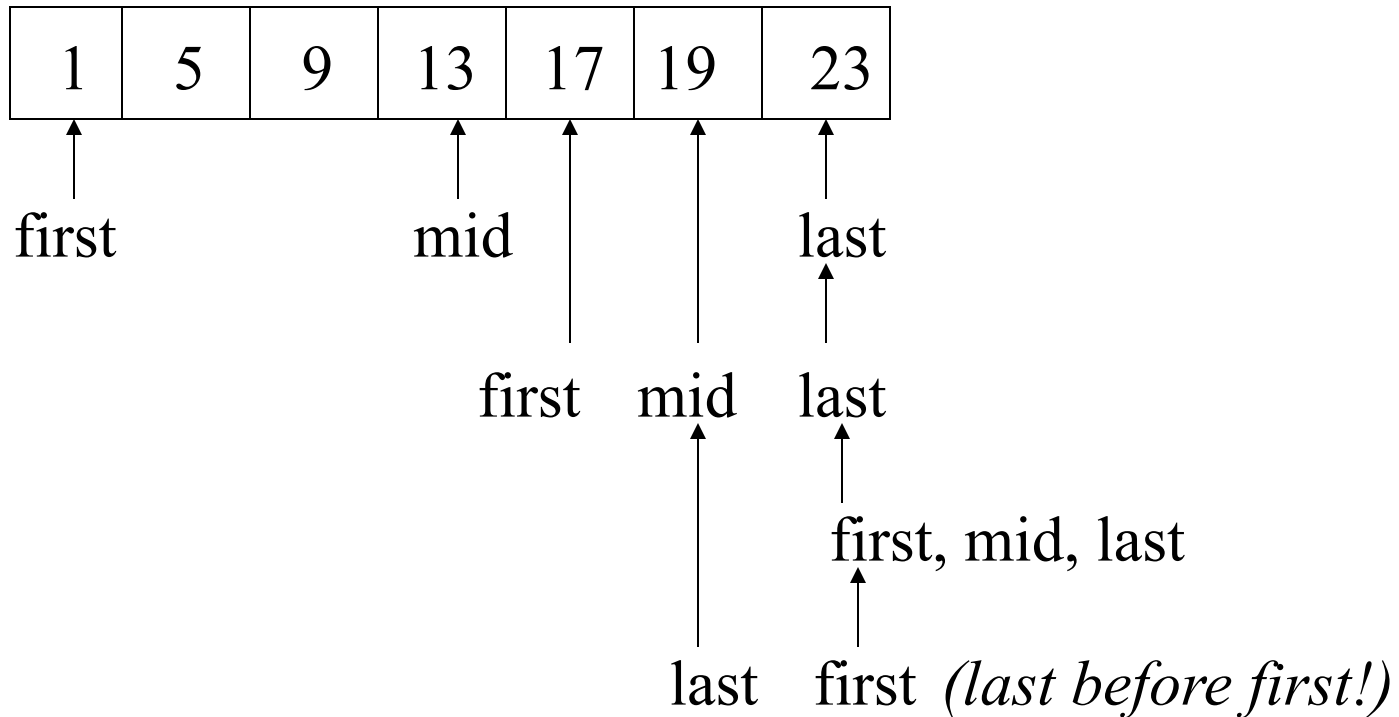 1 5 9 13 17 19 23
first mid last
first mid last
first, mid, last
last first (last before first!)